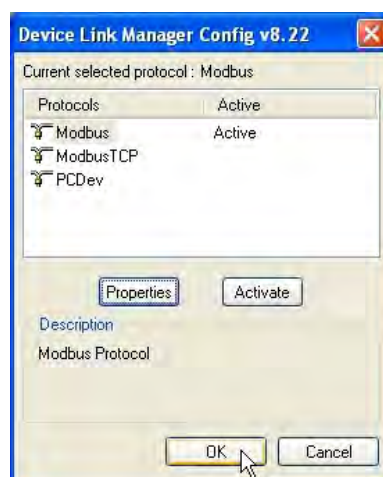 Device Link Manager Config v8.22
Current selected protocol : Modbus
Protocols Active
Modbus Active
ModbusTCP
PCDev
Properties Activate
Description
Modbus Protocol
OK Cancel